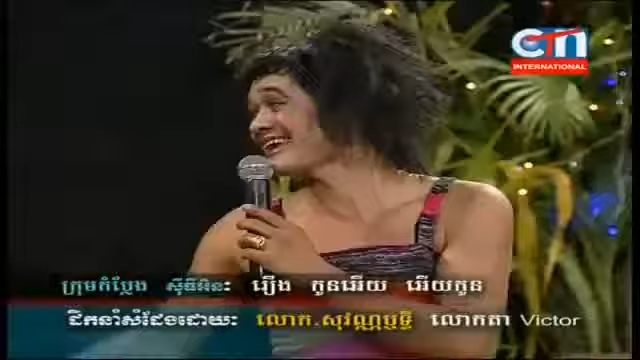 CTN
INTERNATIONAL
ក្រុមកំប្លែង ស៊ីធីអិនៈ រឿង កូនអើយ អើយកូន
ដឹកនាំសំដែងដោយៈ លោក.សុវណ្ណឫទ្ធី លោកតា Victor